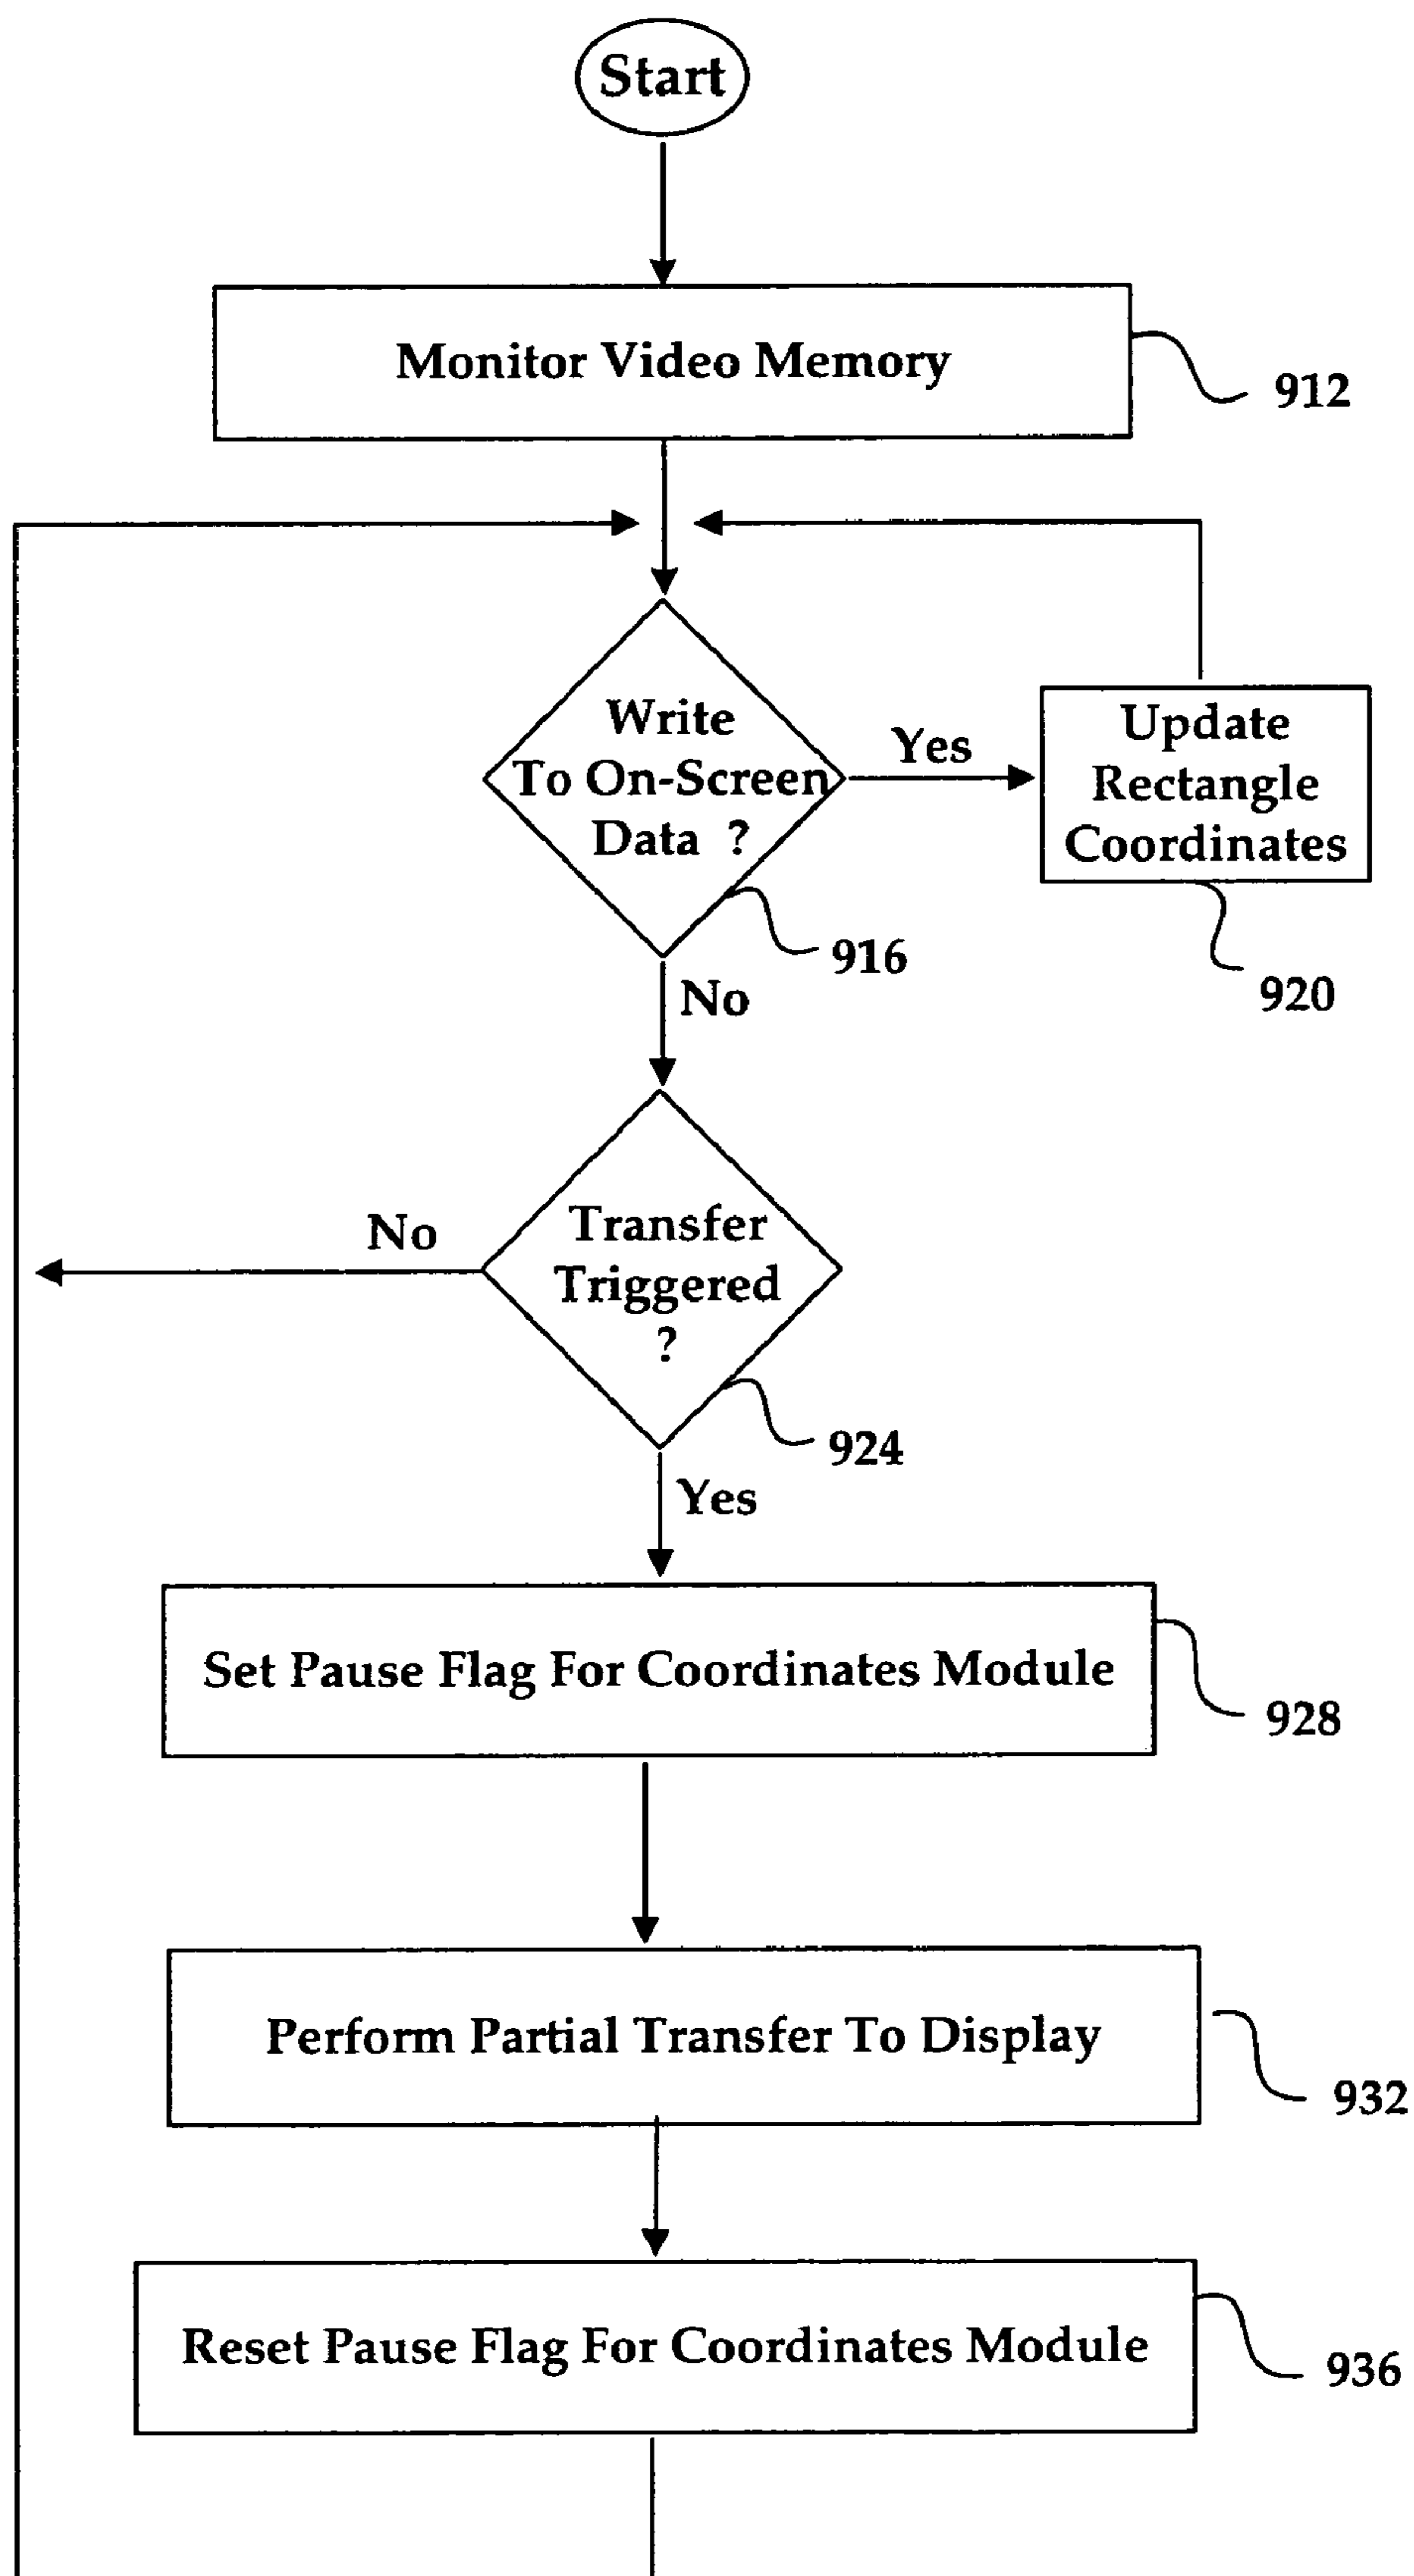 Start
Monitor Video Memory
912
Write
To On-Screen
Data ?
Yes
Update
Rectangle
Coordinates
916
920
No
Transfer
Triggered
?
No
924
Yes
Set Pause Flag For Coordinates Module
928
Perform Partial Transfer To Display
932
Reset Pause Flag For Coordinates Module
936